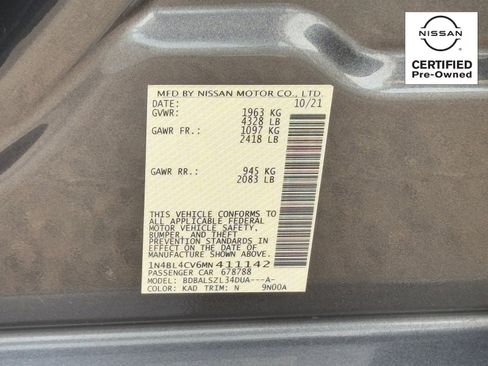 NISSAN
CERTIFIED
Pre-Owned
MFD BY NISSAN MOTOR CO., LTD.
DATE: 10/21
GVWR: 1963 KG
4328 LB
GAWR FR.: 1097 KG
2418 LB
GAWR RR.: 945 KG
2083 LB
THIS VEHICLE CONFORMS TO
ALL APPLICABLE FEDERAL
MOTOR VEHICLE SAFETY,
BUMPER, AND THEFT
PREVENTION STANDARDS IN
EFFECT ON THE DATE OF
MANUFACTURE SHOWN ABOVE.
1N4BL4CV6MN411142
PASSENGER CAR 678788
MODEL: BDBALSZL34DUA---A-
COLOR: KAD TRIM: N 9N00A